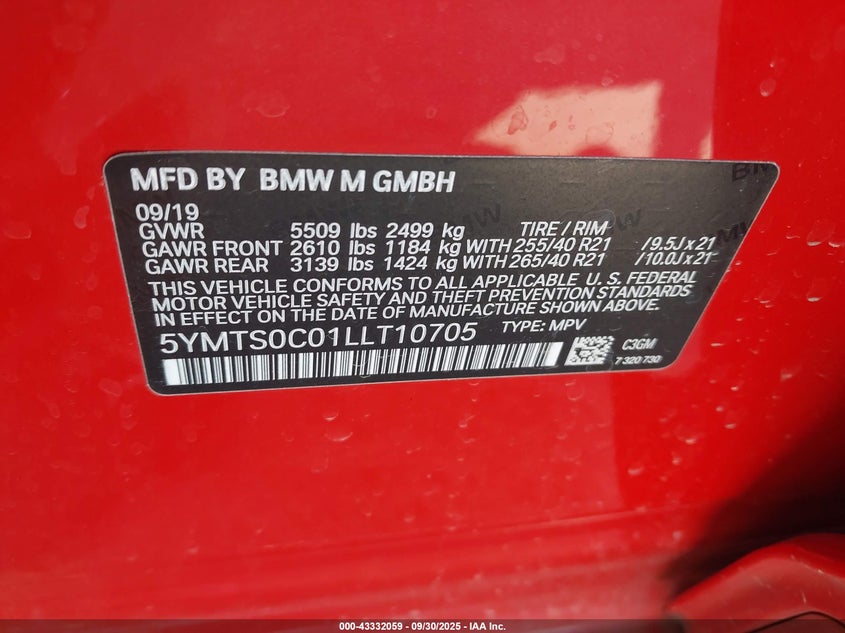 MFD BY BMW M GMBH
09/19
GVWR 5509 lbs 2499 kg TIRE / RIM
GAWR FRONT 2610 lbs 1184 kg WITH 255/40 R21 /9.5J x 21
GAWR REAR 3139 lbs 1424 kg WITH 265/40 R21 /10.0J x 21
THIS VEHICLE CONFORMS TO ALL APPLICABLE U. S. FEDERAL
MOTOR VEHICLE SAFETY AND THEFT PREVENTION STANDARDS
IN EFFECT ON THE DATE OF MANUFACTURE SHOWN ABOVE.
5YMTS0C01LLT10705 TYPE: MPV
C3GM
7 320 730
000-43332059 - 09/30/2025 - IAA Inc.